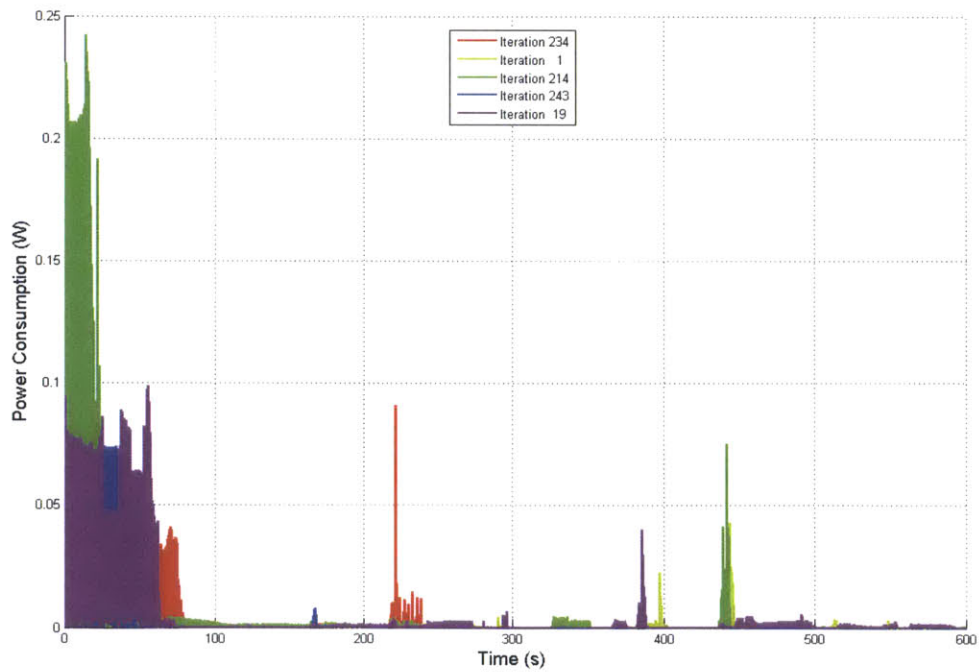 0.25
0.2
0.15
0.1
0.05
0
Power Consumption (W)
Iteration 234
Iteration 1
Iteration 214
Iteration 243
Iteration 19
0 100 200 300 400 500 600
Time (s)